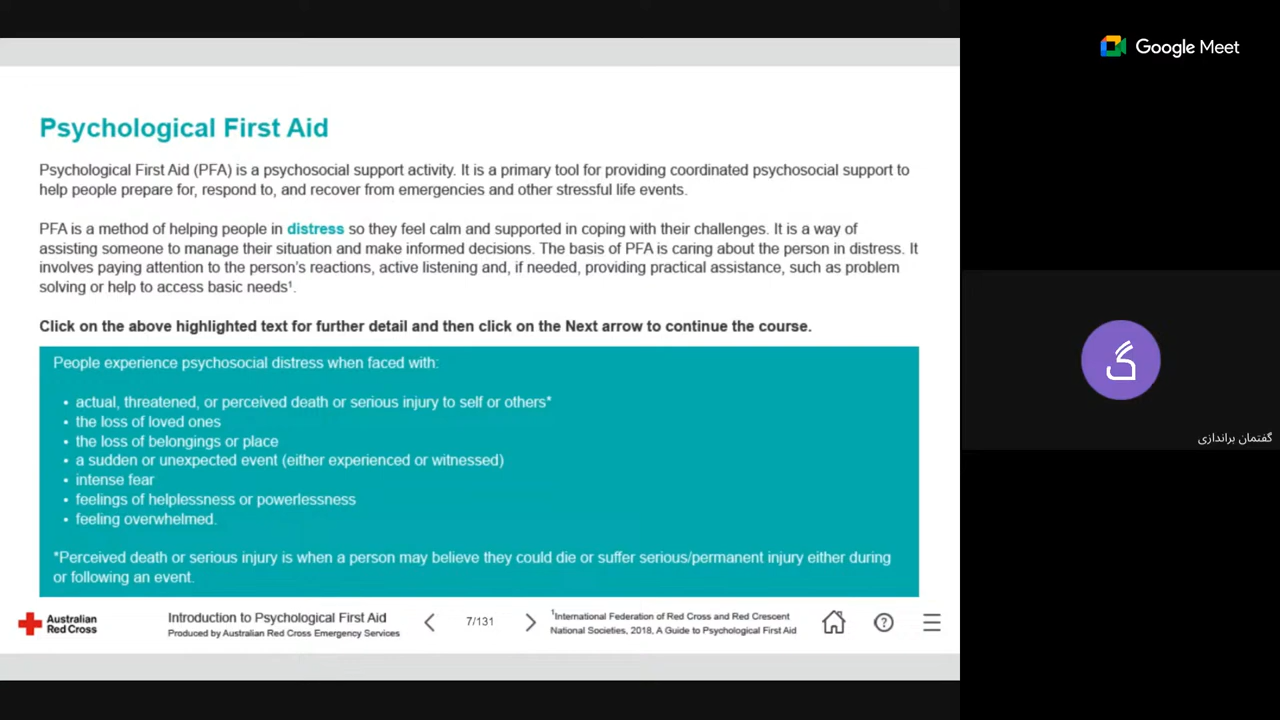 Google Meet
Psychological First Aid
Psychological First Aid (PFA) is a psychosocial support activity. It is a primary tool for providing coordinated psychosocial support to
help people prepare for, respond to, and recover from emergencies and other stressful life events.
PFA is a method of helping people in distress so they feel calm and supported in coping with their challenges. It is a way of
assisting someone to manage their situation and make informed decisions. The basis of PFA is caring about the person in distress. It
involves paying attention to the person's reactions, active listening and, if needed, providing practical assistance, such as problem
solving or help to access basic needs¹.
Click on the above highlighted text for further detail and then click on the Next arrow to continue the course.
People experience psychosocial distress when faced with:
• actual, threatened, or perceived death or serious injury to self or others*
• the loss of loved ones
• the loss of belongings or place
• a sudden or unexpected event (either experienced or witnessed)
• intense fear
• feelings of helplessness or powerlessness
• feeling overwhelmed.
*Perceived death or serious injury is when a person may believe they could die or suffer serious/permanent injury either during
or following an event.
Australian
Red Cross
Introduction to Psychological First Aid
Produced by Australian Red Cross Emergency Services
7/131
¹International Federation of Red Cross and Red Crescent
National Societies, 2018, A Guide to Psychological First Aid
?
گ
گفتمان براندازی